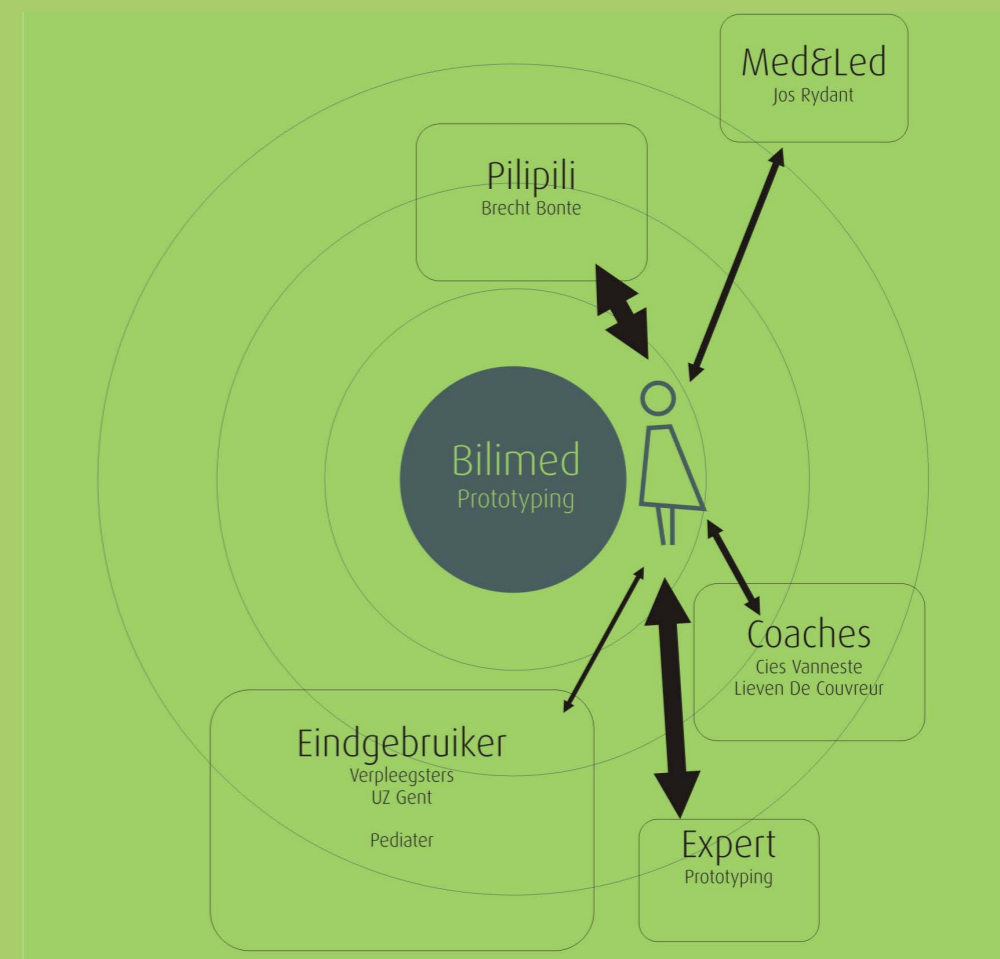 Med&Led
Jos Rydant
Pilipili
Brecht Bonte
Bilimed
Prototyping
Coaches
Cies Vanneste
Lieven De Couvreur
Eindgebruiker
Verpleegsters
UZ Gent
Pediater
Expert
Prototyping